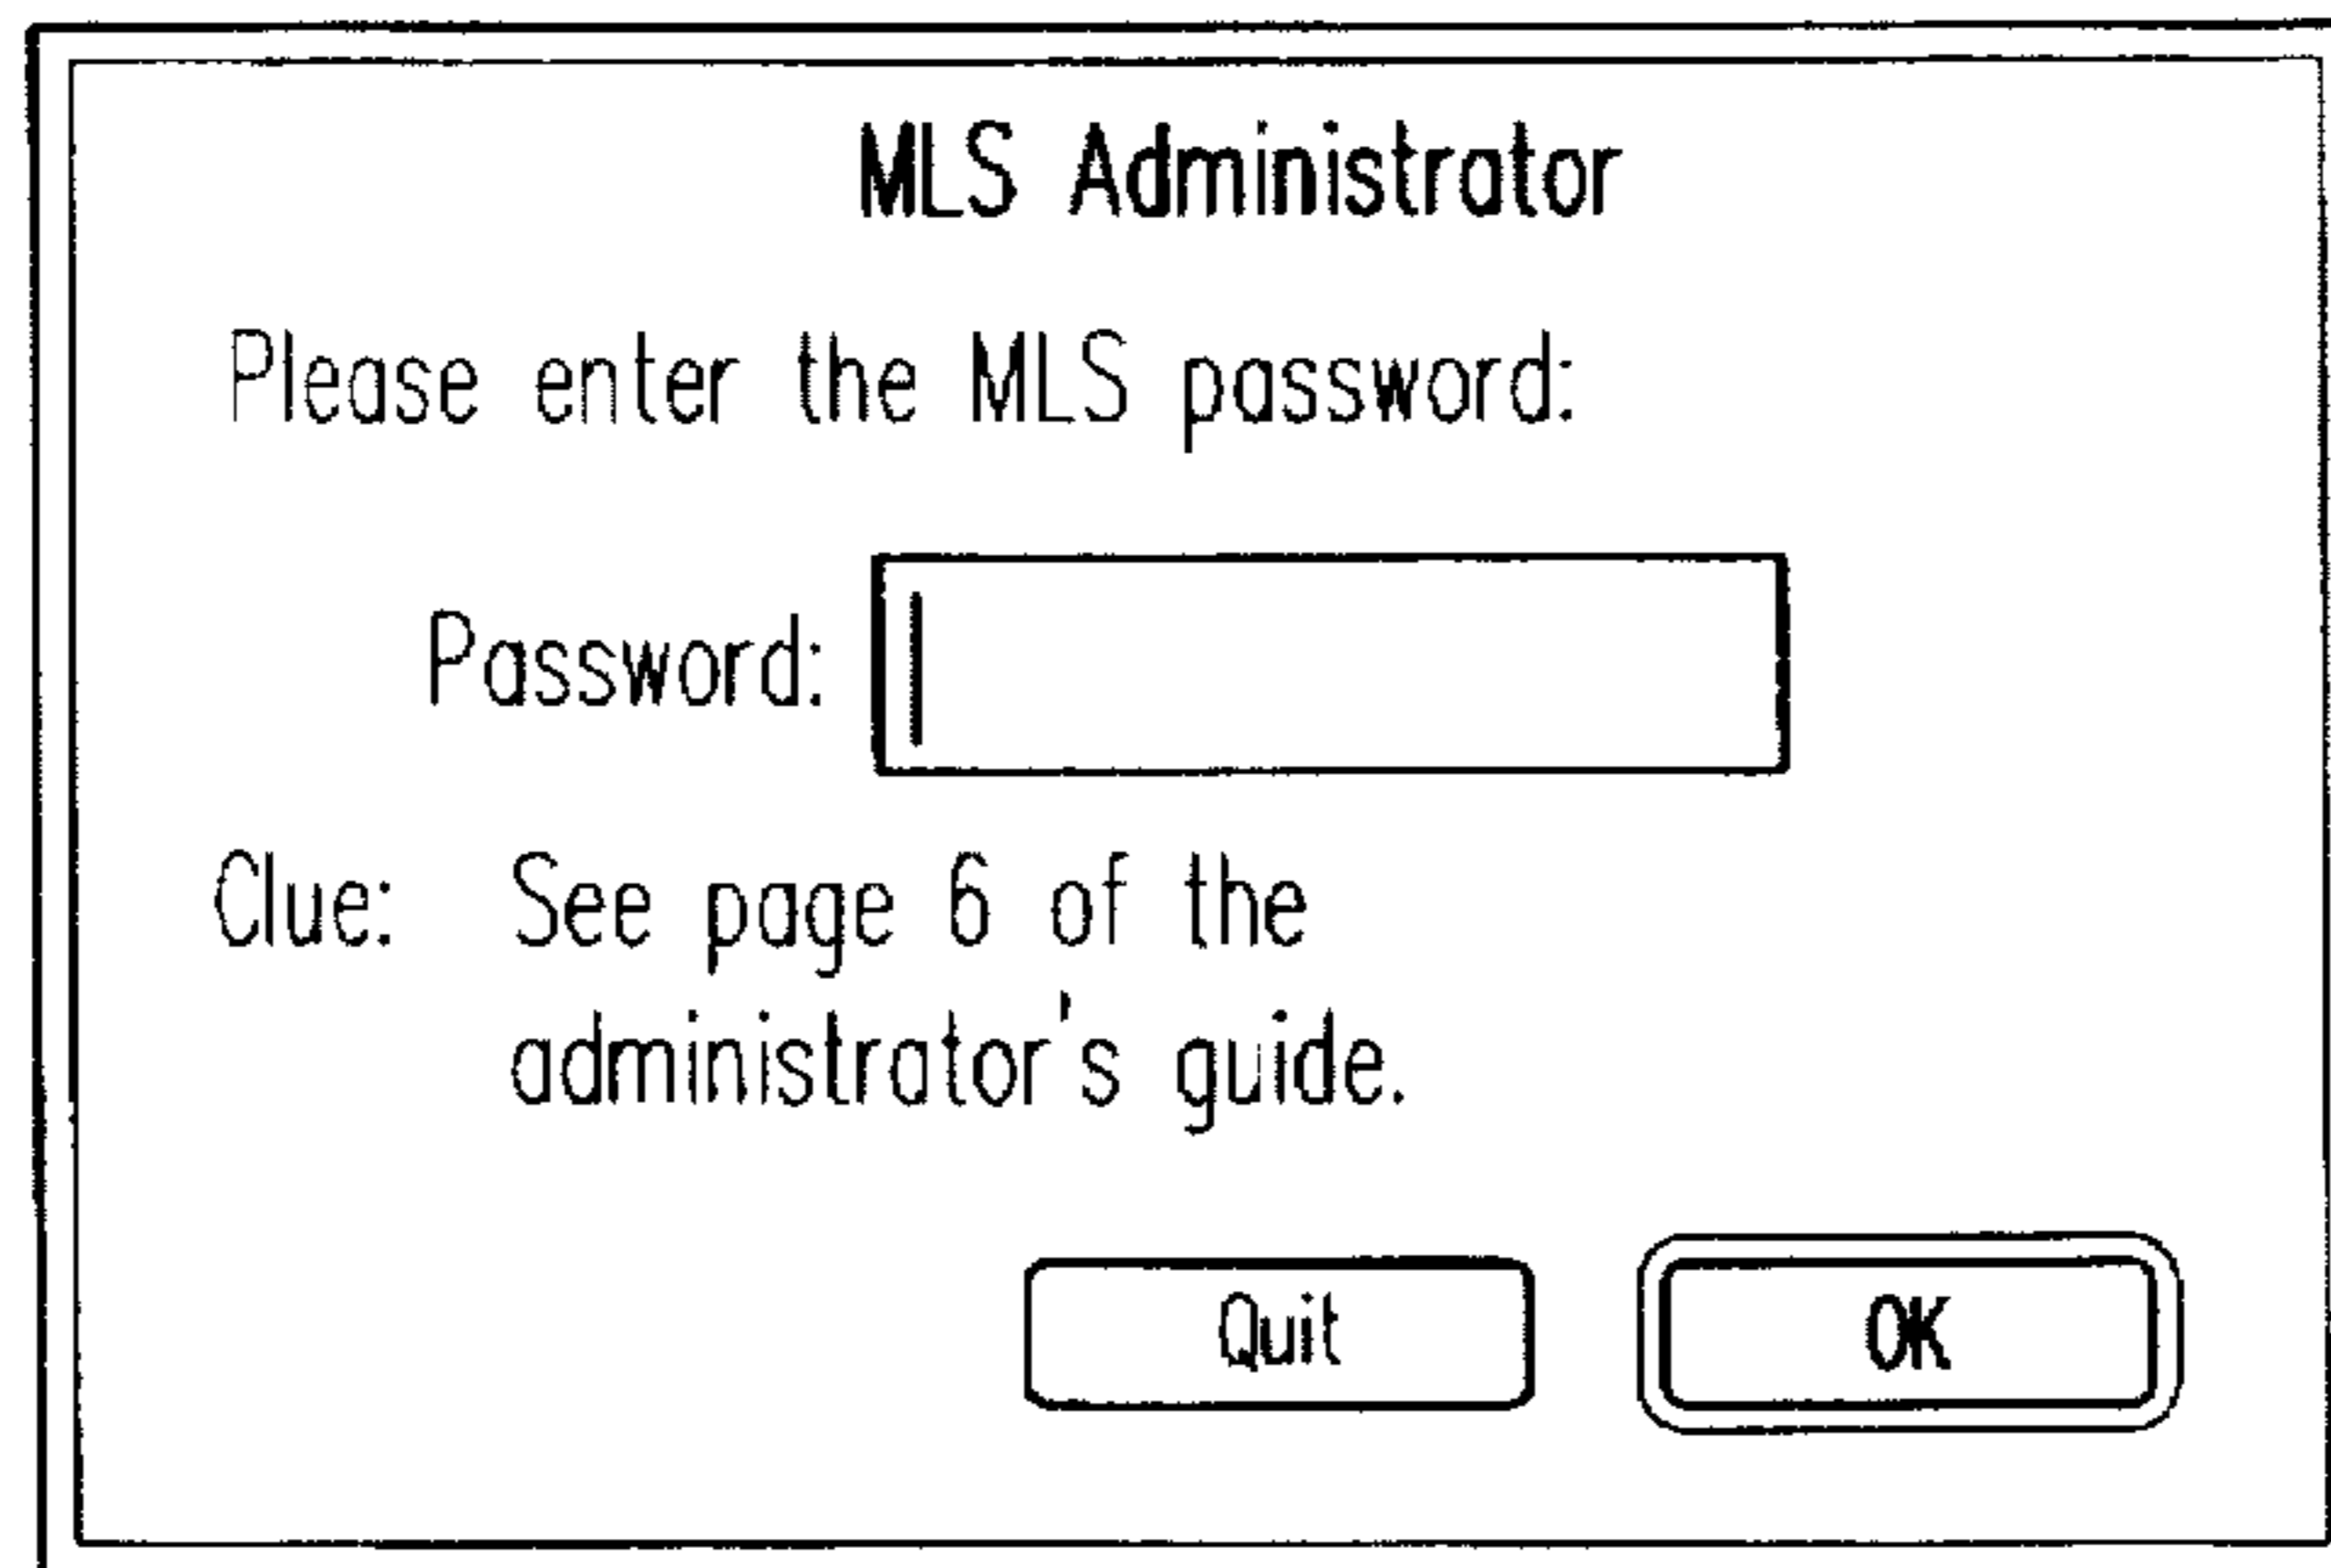 MLS Administrator
Please enter the MLS password:
Password:
Clue: See page 6 of the
administrator's guide.
Quit OK